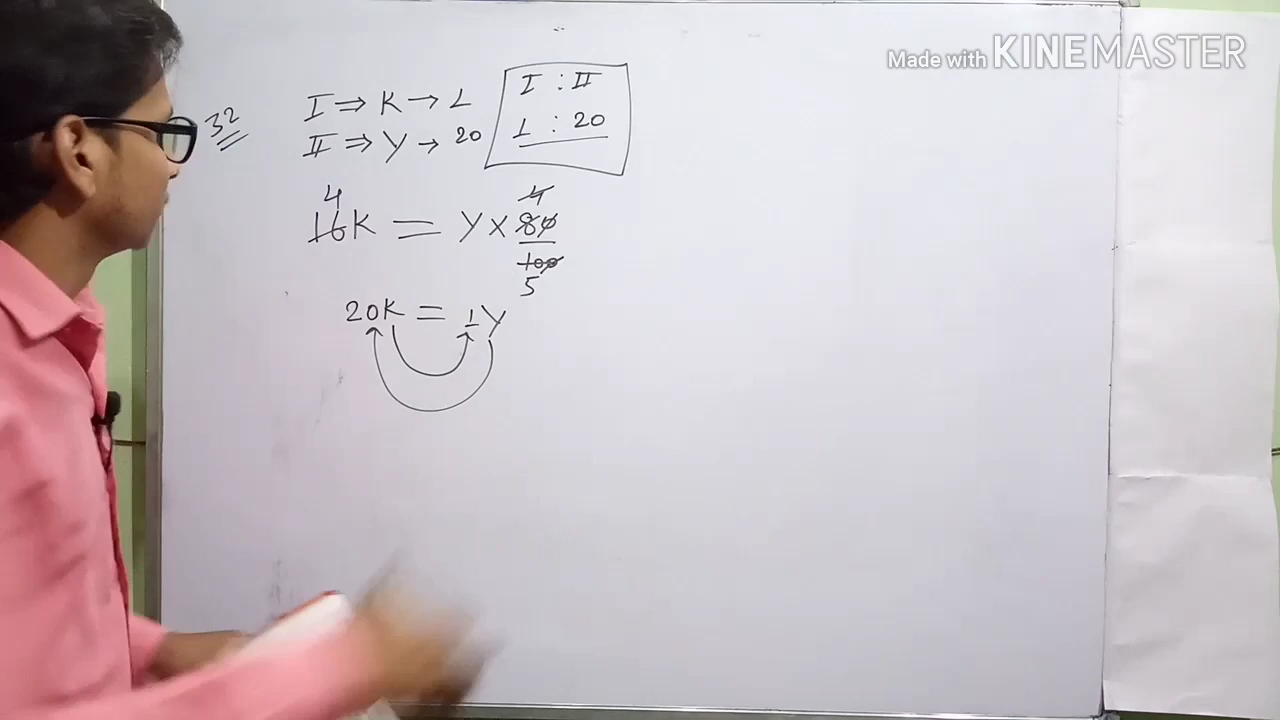 Made with KINEMASTER
32
I ⇒ K → 1
II ⇒ Y → 20
I : II
1 : 20
4
16K = Y × 80/100
4
5
20K = 1Y